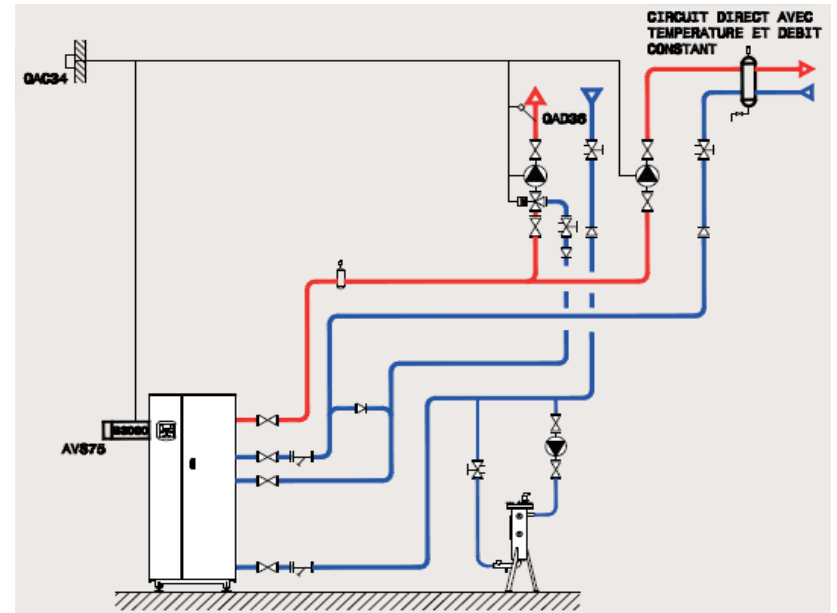 CIRCUIT DIRECT AVEC
TEMPERATURE ET DEBIT
CONSTANT
QAC34
QAD36
AVS75